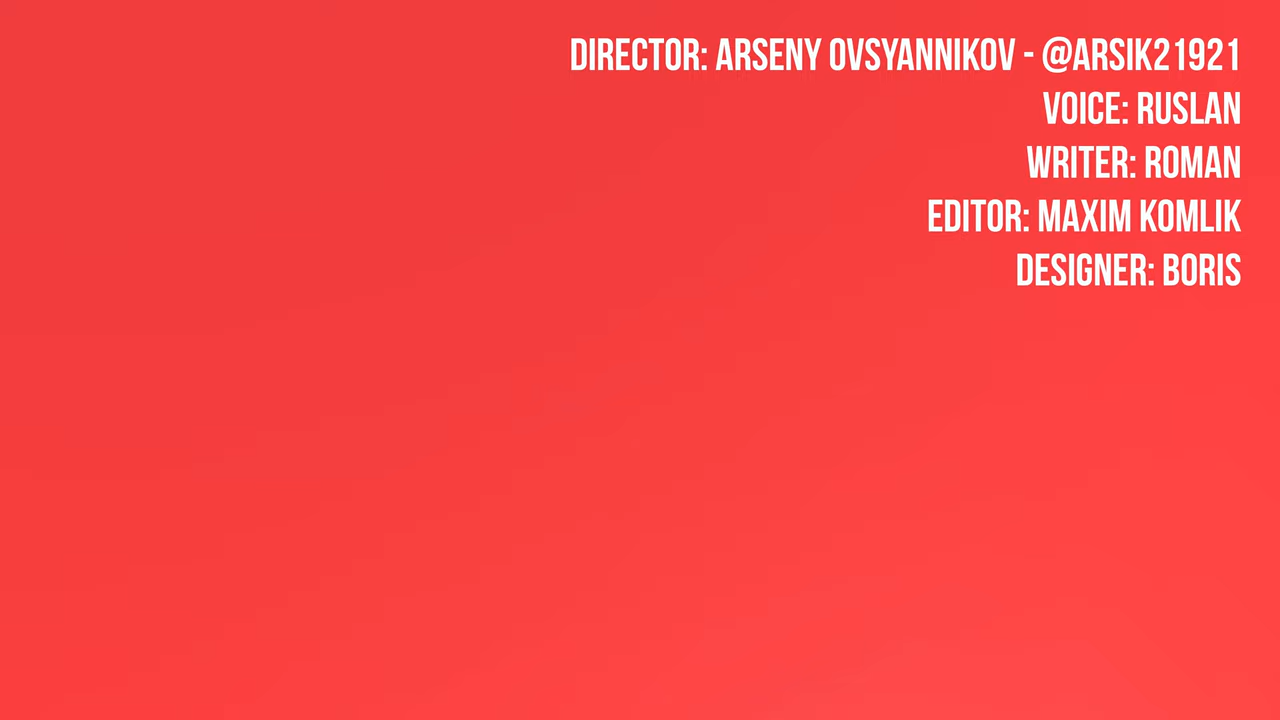 DIRECTOR: ARSENY OVSYANNIKOV - @ARSIK21921
VOICE: RUSLAN
WRITER: ROMAN
EDITOR: MAXIM KOMLIK
DESIGNER: BORIS